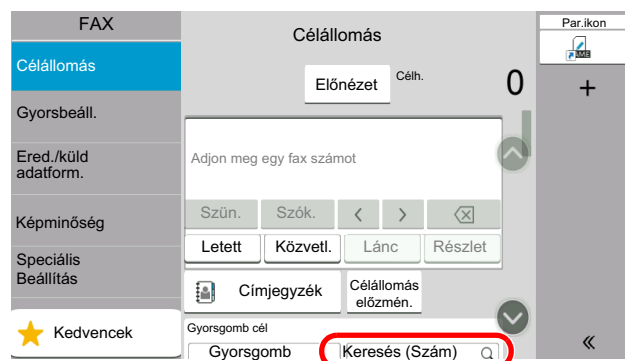 FAX
Célállomás
Gyorsbeáll.
Ered./küld
adatform.
Képminőség
Speciális
Beállítás
Kedvencek
Célállomás
Előnézet
Célh.
0
Adjon meg egy fax számot
Szün.
Szók.
Letett
Közvetl.
Lánc
Részlet
Címjegyzék
Célállomás
előzmén.
Gyorsgomb cél
Gyorsgomb
Keresés (Szám)
Par.ikon
NAME
+
«